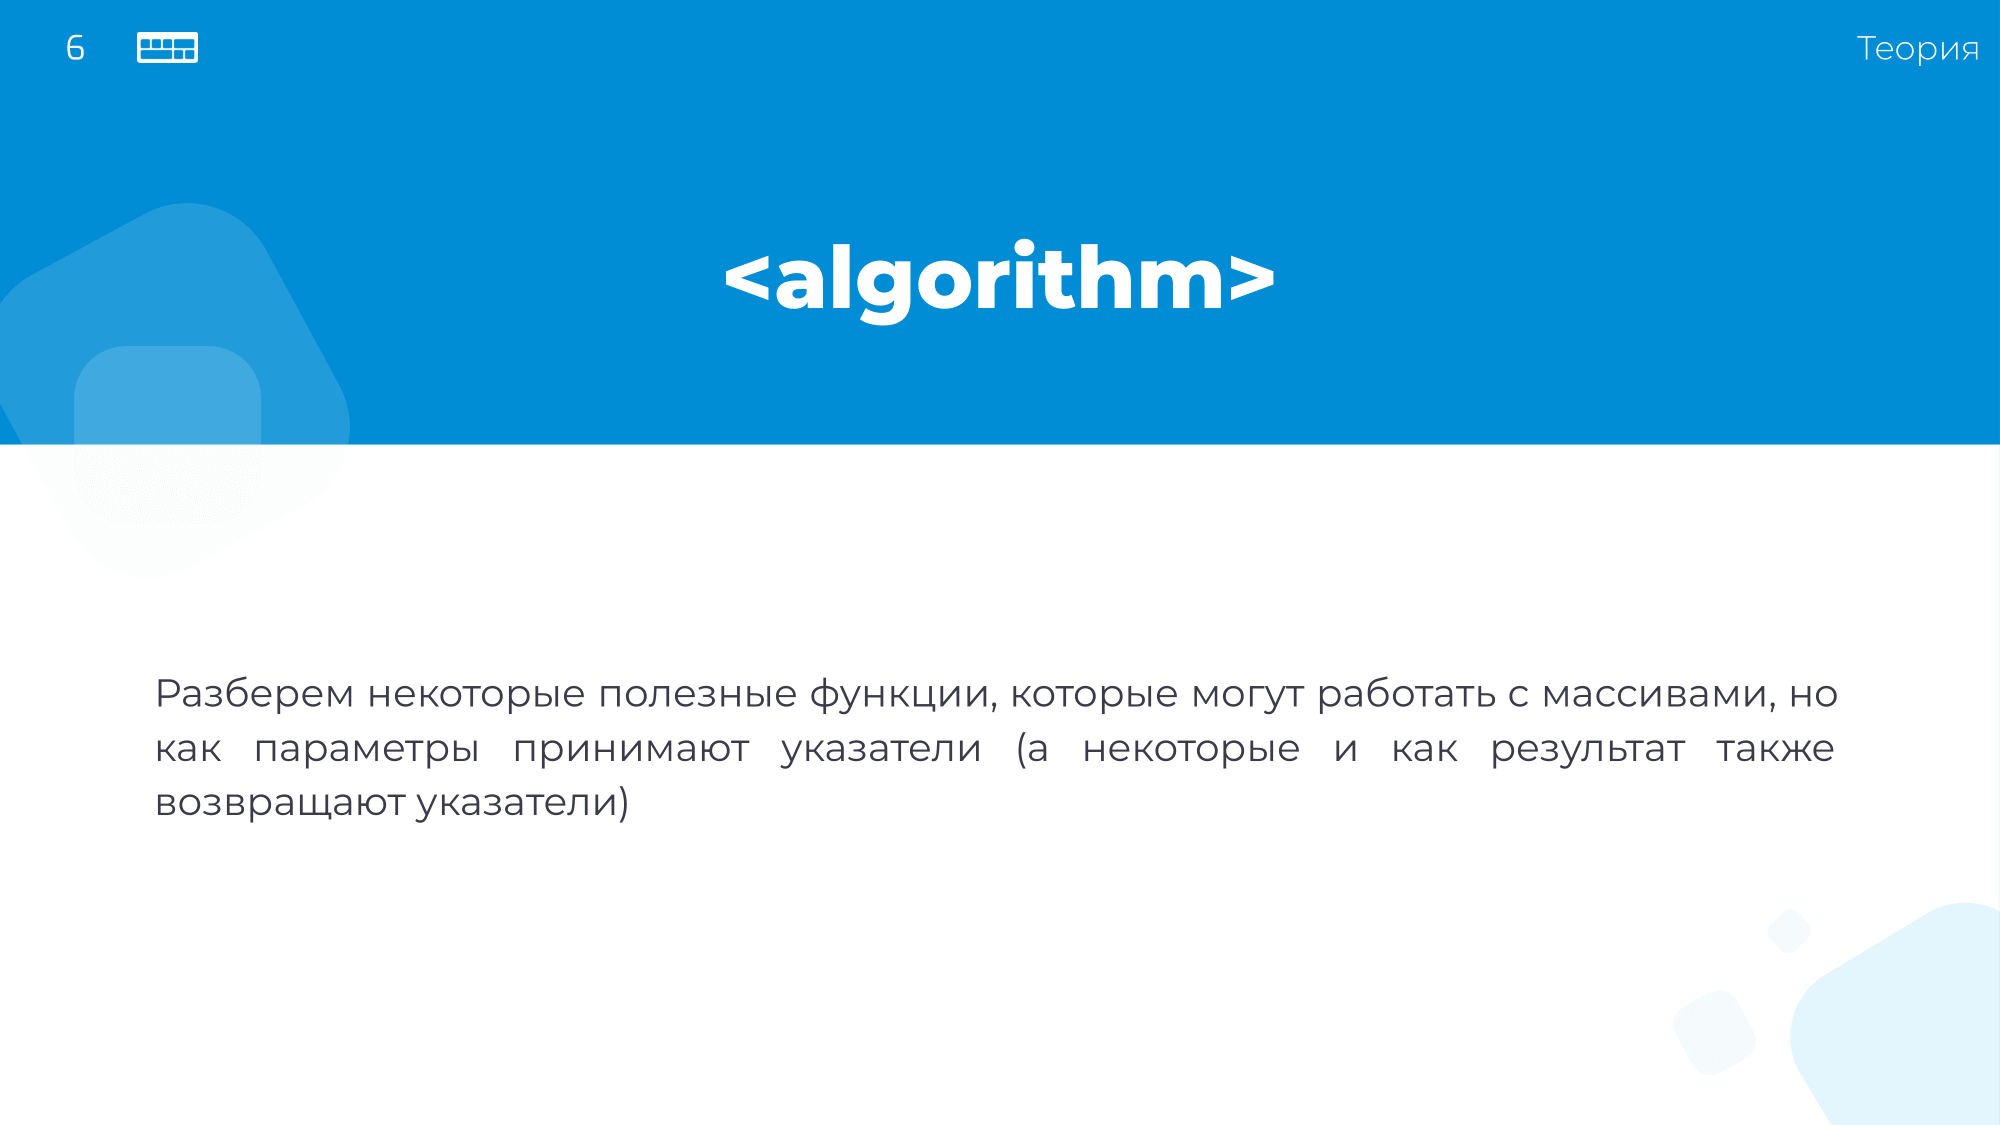 6
Теория
<algorithm>
Разберем некоторые полезные функции, которые могут работать с массивами, но
как параметры принимают указатели (а некоторые и как результат также
возвращают указатели)